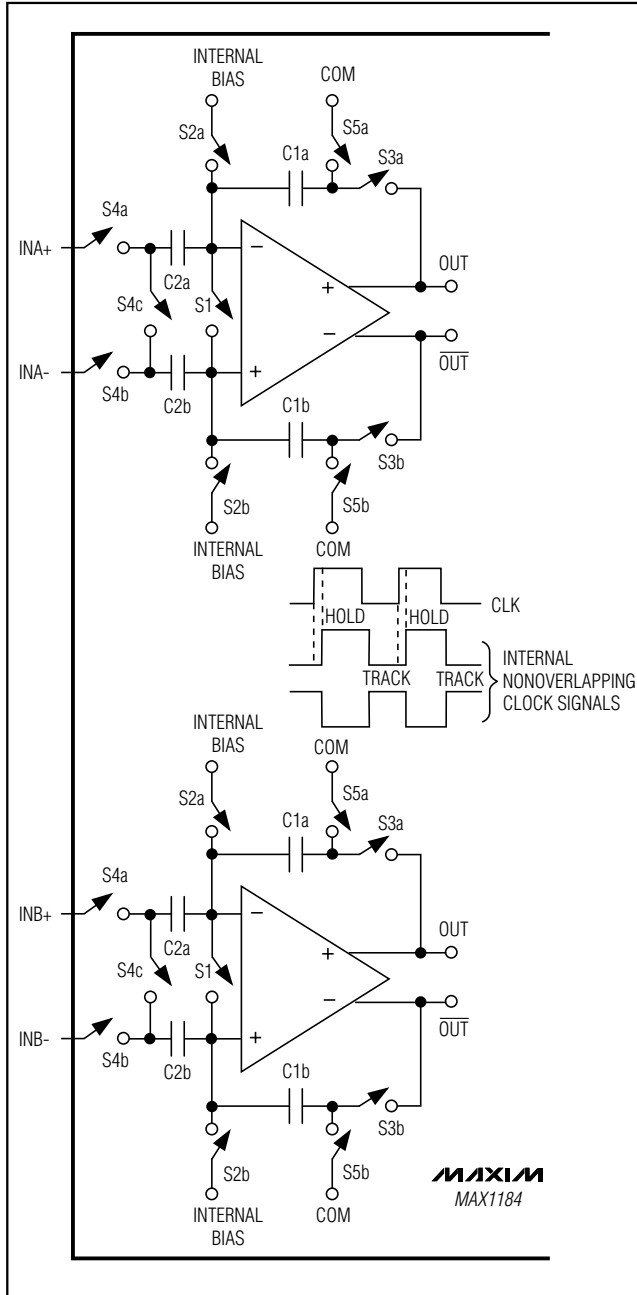 INTERNAL
BIAS
COM
S2a
C1a
S5a
S3a
S4a
INA+
C2a
S4c
S1
−
+
OUT
−
OUT
INA-
S4b
C2b
+
C1b
S3b
S2b
S5b
INTERNAL
BIAS
COM
CLK
HOLD
HOLD
TRACK
TRACK
INTERNAL
NONOVERLAPPING
CLOCK SIGNALS
INTERNAL
BIAS
COM
S2a
C1a
S5a
S3a
S4a
INB+
C2a
S4c
S1
−
+
OUT
−
OUT
INB-
S4b
C2b
+
C1b
S3b
S2b
S5b
INTERNAL
BIAS
COM
MAXIM
MAX1184